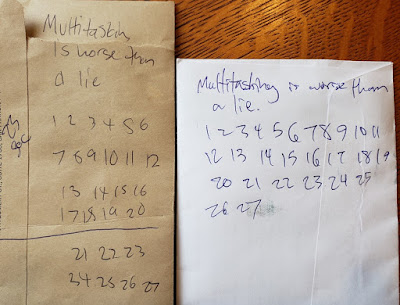 Multitaskin
Is worse than
a lie
1 2 3 4 5 6
7 8 9 10 11 12
13 14 15 16
17 18 19 20
21 22 23
34 25 26 27
Multitasking is worse than
a lie.
1 2 3 4 5 6 7 8 9 10 11
12 13 14 15 16 17 18 19
20 21 22 23 24 25
26 27